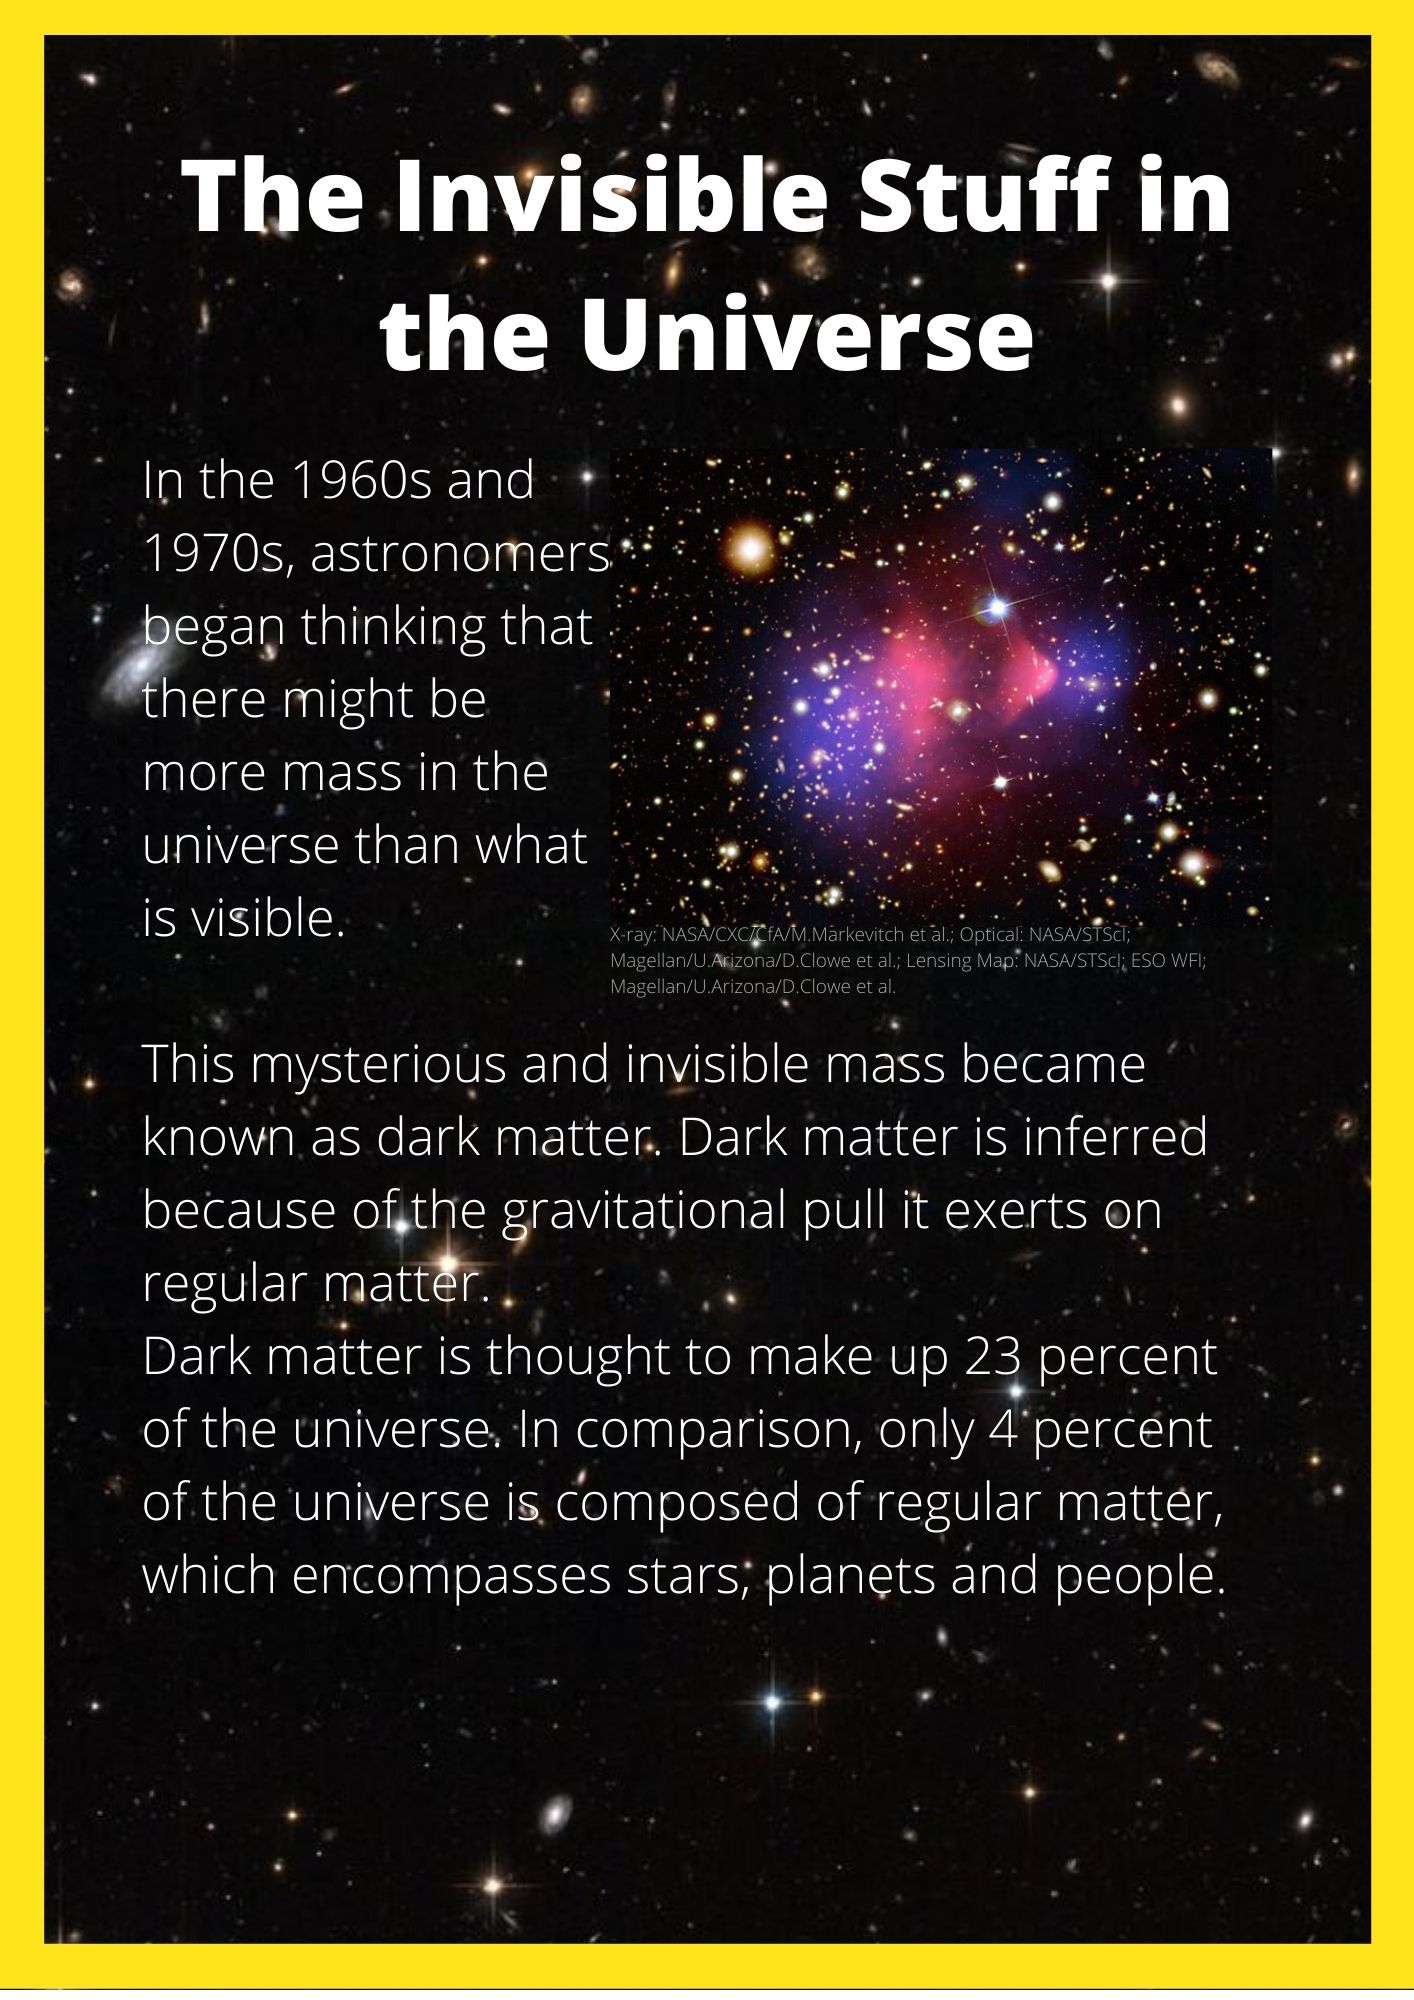 The Invisible Stuff in
the Universe
In the 1960s and
1970s, astronomers
began thinking that
there might be
more mass in the
universe than what
is visible.
X-ray: NASA/CXC/CfA/M.Markevitch et al.; Optical: NASA/STScI;
Magellan/U.Arizona/D.Clowe et al.; Lensing Map: NASA/STScI; ESO WFI;
Magellan/U.Arizona/D.Clowe et al.
This mysterious and invisible mass became
known as dark matter. Dark matter is inferred
because of the gravitational pull it exerts on
regular matter.
Dark matter is thought to make up 23 percent
of the universe. In comparison, only 4 percent
of the universe is composed of regular matter,
which encompasses stars, planets and people.